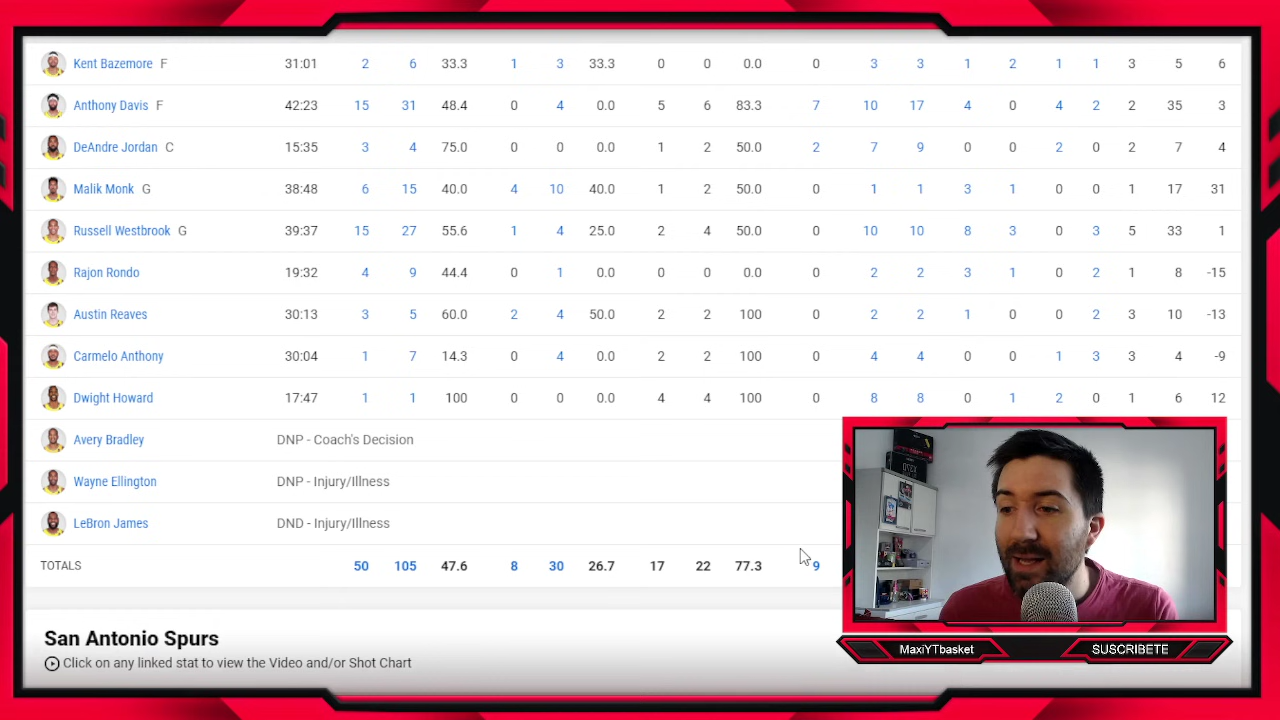 Kent Bazemore F 31:01 2 6 33.3 1 3 33.3 0 0 0.0 0 3 3 1 2 1 1 3 5 6
Anthony Davis F 42:23 15 31 48.4 0 4 0.0 5 6 83.3 7 10 17 4 0 4 2 2 35 3
DeAndre Jordan C 15:35 3 4 75.0 0 0 0.0 1 2 50.0 2 7 9 0 0 2 0 2 7 4
Malik Monk G 38:48 6 15 40.0 4 10 40.0 1 2 50.0 0 1 1 3 1 0 0 1 17 31
Russell Westbrook G 39:37 15 27 55.6 1 4 25.0 2 4 50.0 0 10 10 8 3 0 3 5 33 1
Rajon Rondo 19:32 4 9 44.4 0 1 0.0 0 0 0.0 0 2 2 3 1 0 2 1 8 -15
Austin Reaves 30:13 3 5 60.0 2 4 50.0 2 2 100 0 2 2 1 0 0 2 3 10 -13
Carmelo Anthony 30:04 1 7 14.3 0 4 0.0 2 2 100 0 4 4 0 0 1 3 3 4 -9
Dwight Howard 17:47 1 1 100 0 0 0.0 4 4 100 0 8 8 0 1 2 0 1 6 12
Avery Bradley DNP - Coach's Decision
Wayne Ellington DNP - Injury/Illness
LeBron James DND - Injury/Illness
TOTALS 50 105 47.6 8 30 26.7 17 22 77.3 9
San Antonio Spurs
Click on any linked stat to view the Video and/or Shot Chart
MaxiYTbasket SUSCRIBETE